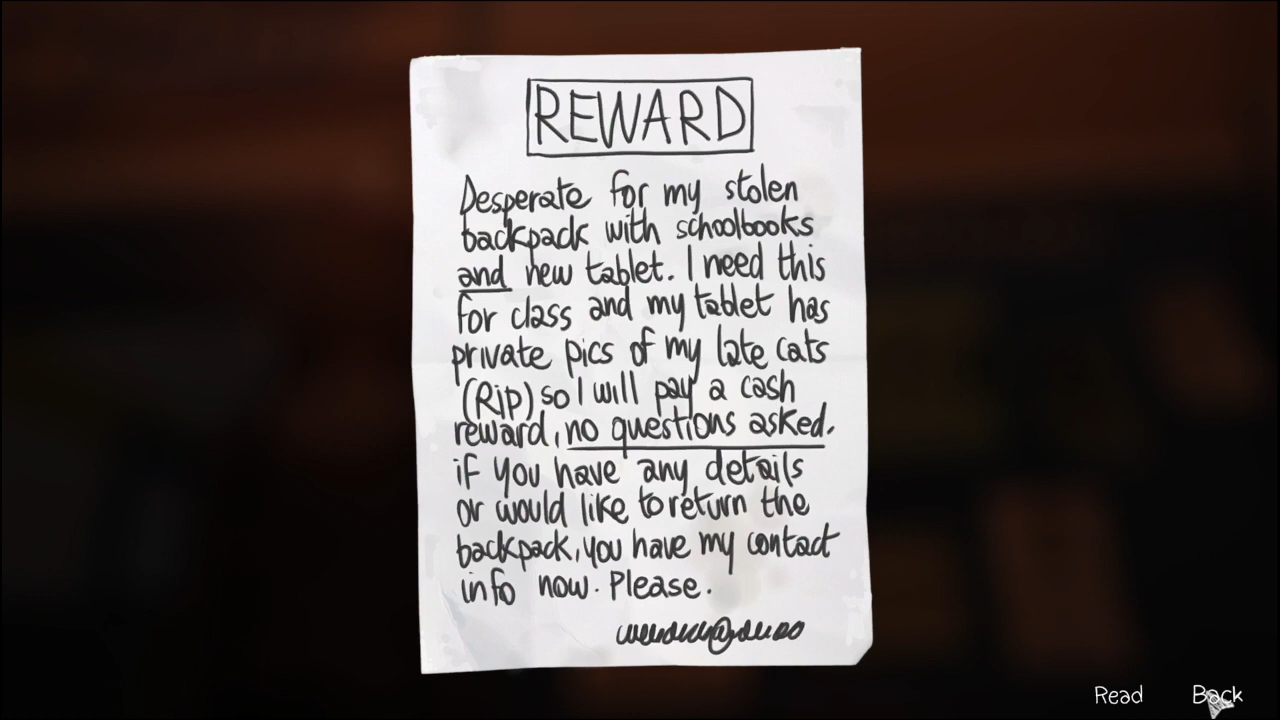 REWARD
Desperate for my stolen
backpack with schoolbooks
and new tablet. I need this
for class and my tablet has
private pics of my late cats
(Rip) so I will pay a cash
reward, no questions asked.
if you have any details
or would like to return the
backpack, you have my contact
info now. Please.
Read Back